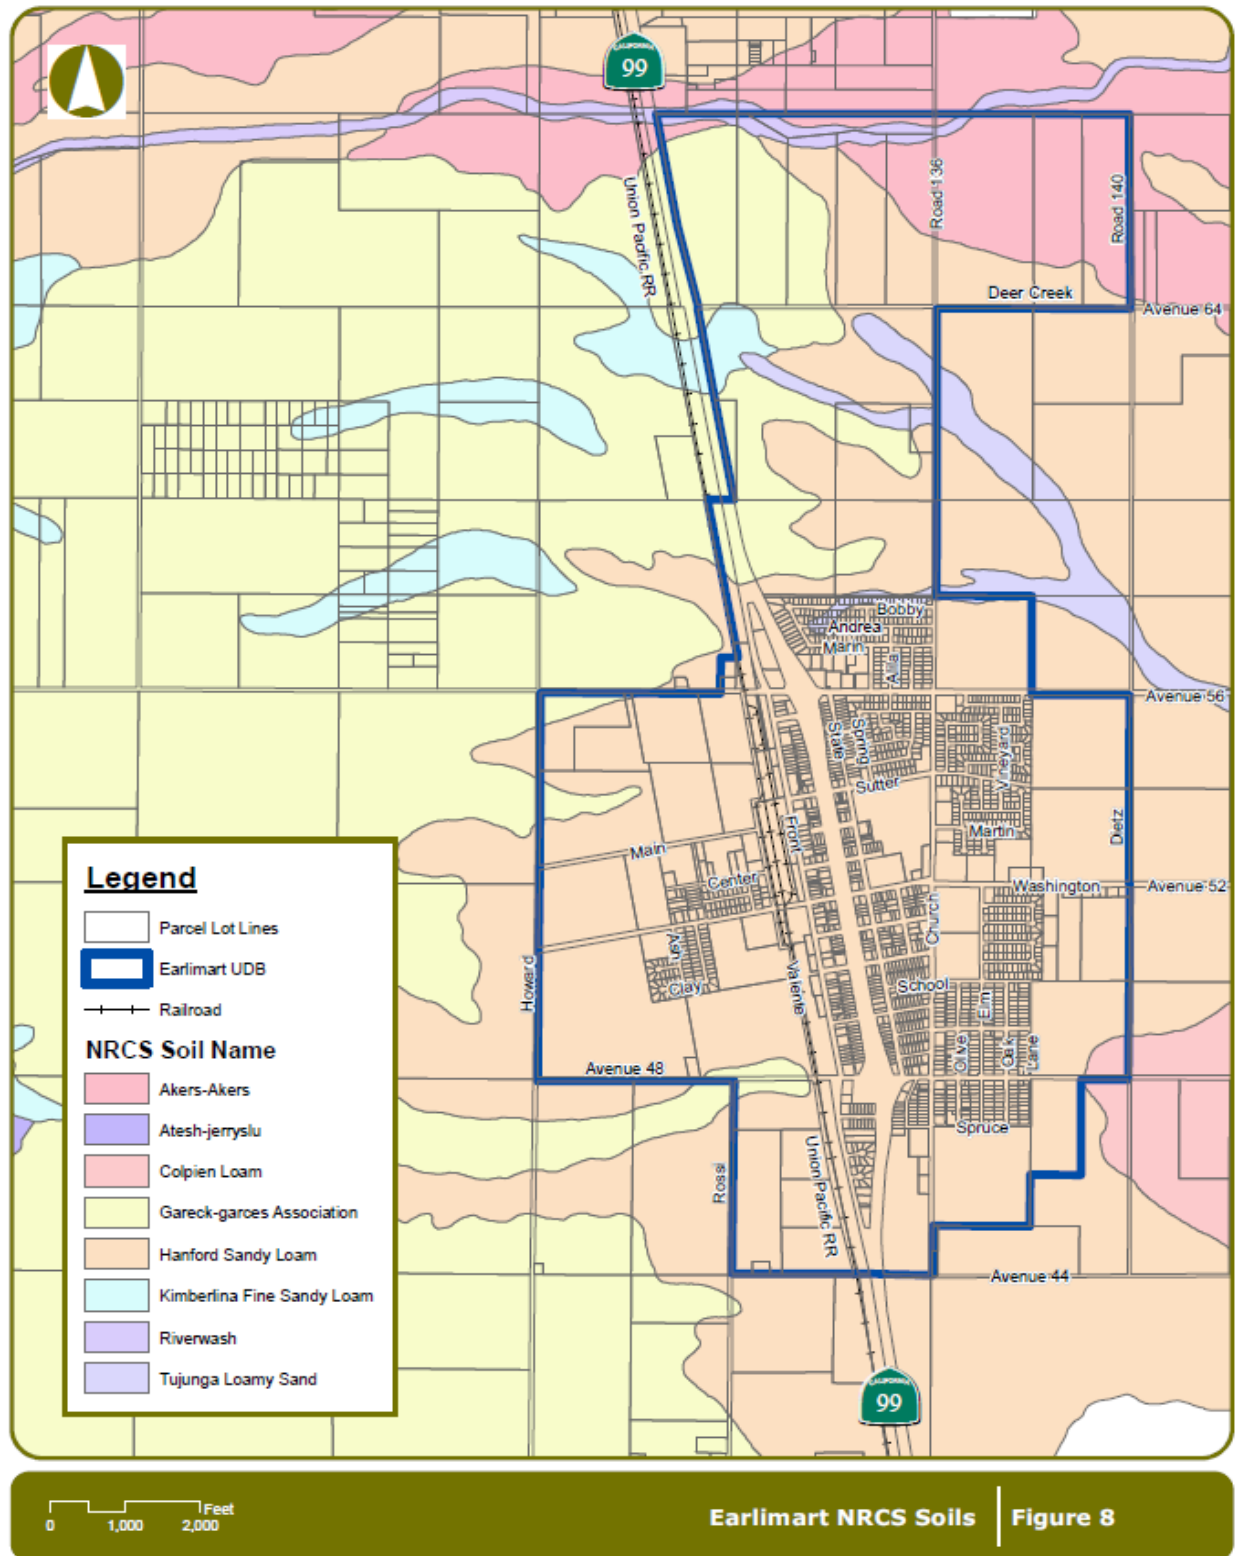 CALIFORNIA
99
Union Pacific RR
Road 136
Road 140
Deer Creek
Avenue 64
Bobby
Andrea
Marin
Alila
Avenue 56
State
Spring
Vineyard
Sutter
Front
Martin
Dietz
Main
Center
Washington
Avenue 52
Church
Ash
Clay
Howard
Valente
School
Elm
Olive
Oak
Lane
Avenue 48
Spruce
Rossi
Union Pacific RR
Avenue 44
CALIFORNIA
99
Legend
Parcel Lot Lines
Earlimart UDB
Railroad
NRCS Soil Name
Akers-Akers
Atesh-jerryslu
Colpien Loam
Gareck-garces Association
Hanford Sandy Loam
Kimberlina Fine Sandy Loam
Riverwash
Tujunga Loamy Sand
Feet
0 1,000 2,000
Earlimart NRCS Soils Figure 8